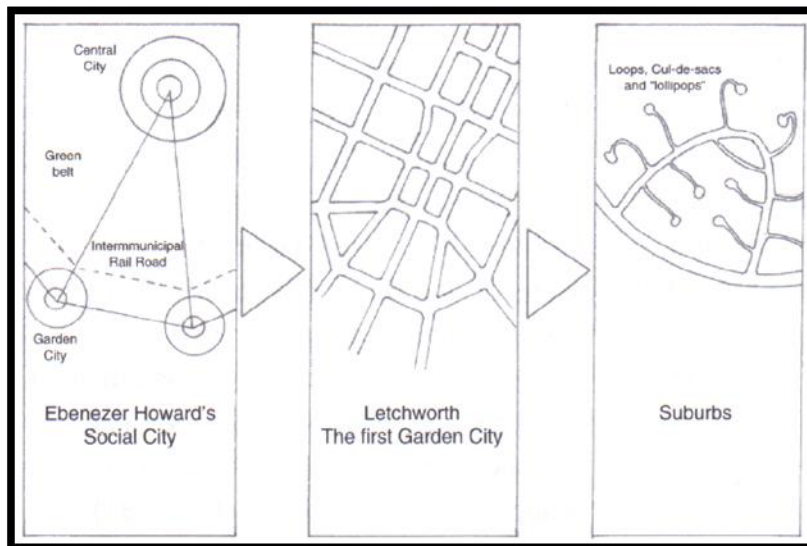 Central
City
Green
belt
Intermmunicipal
Rail Road
Garden
City
Ebenezer Howard's
Social City
Letchworth
The first Garden City
Loops, Cul-de-sacs
and "lollipops"
Suburbs